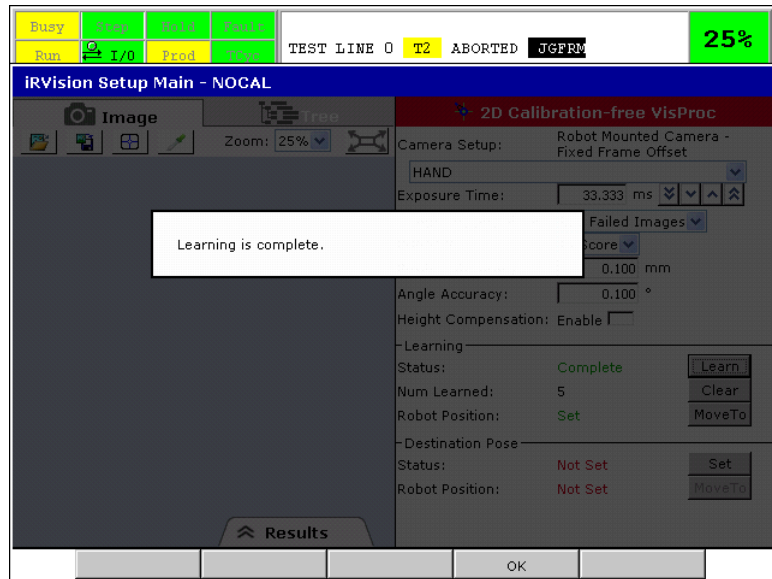 Busy Step Hold Fault
Run I/O Prod TCyc
TEST LINE 0 T2 ABORTED JGFRM
25%
iRVision Setup Main - NOCAL
Image
Tree
Zoom: 25%
2D Calibration-free VisProc
Camera Setup:
Robot Mounted Camera -
Fixed Frame Offset
HAND
Exposure Time: 33.333 ms
Failed Images
Score
0.100 mm
Learning is complete.
Angle Accuracy: 0.100 °
Height Compensation: Enable
Learning
Status: Complete Learn
Num Learned: 5 Clear
Robot Position: Set MoveTo
Destination Pose
Status: Not Set Set
Robot Position: Not Set MoveTo
Results
OK